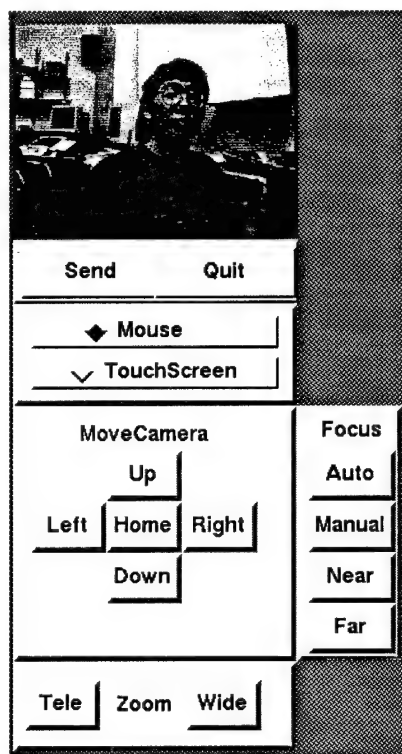 Send Quit
Mouse
TouchScreen
MoveCamera
Up
Left Home Right
Down
Focus
Auto
Manual
Near
Far
Tele Zoom Wide